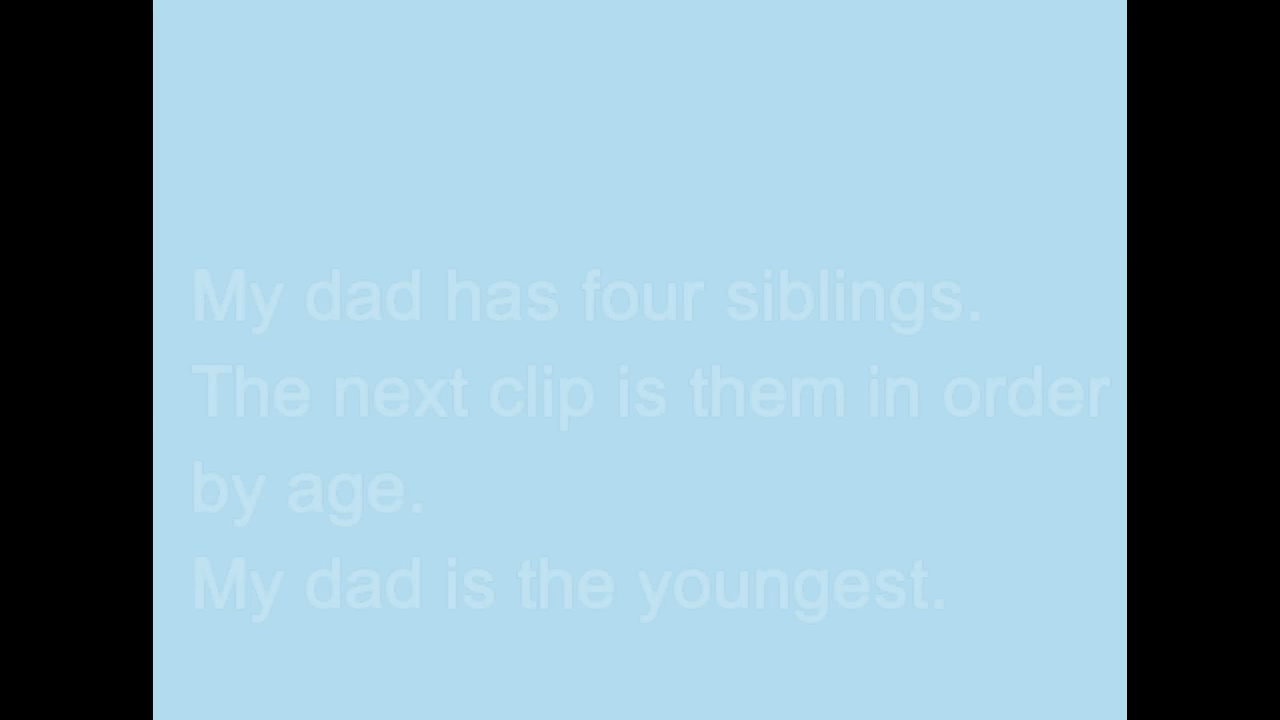 My dad has four siblings.
The next clip is them in order
by age.
My dad is the youngest.